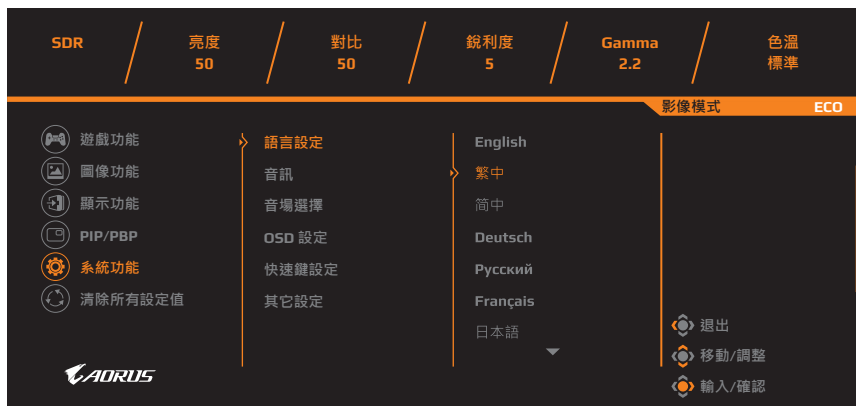 SDR
亮度
50
對比
50
銳利度
5
Gamma
2.2
色溫
標準
影像模式 ECO
遊戲功能
圖像功能
顯示功能
PIP/PBP
系統功能
清除所有設定值
語言設定
音訊
音場選擇
OSD 設定
快速鍵設定
其它設定
English
繁中
简中
Deutsch
Русский
Français
日本語
退出
移動/調整
輸入/確認
AORUS